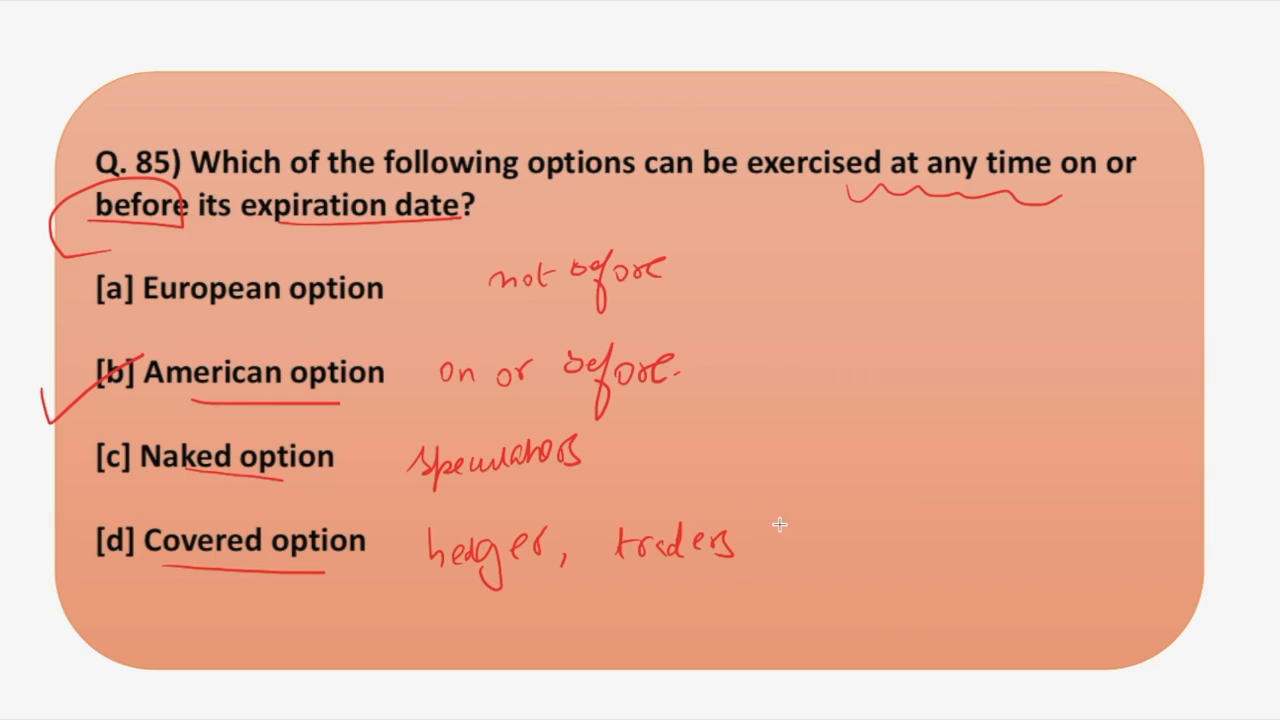 Q. 85) Which of the following options can be exercised at any time on or
before its expiration date?
[a] European option not before
[b] American option on or before.
[c] Naked option speculators
[d] Covered option hedger, traders